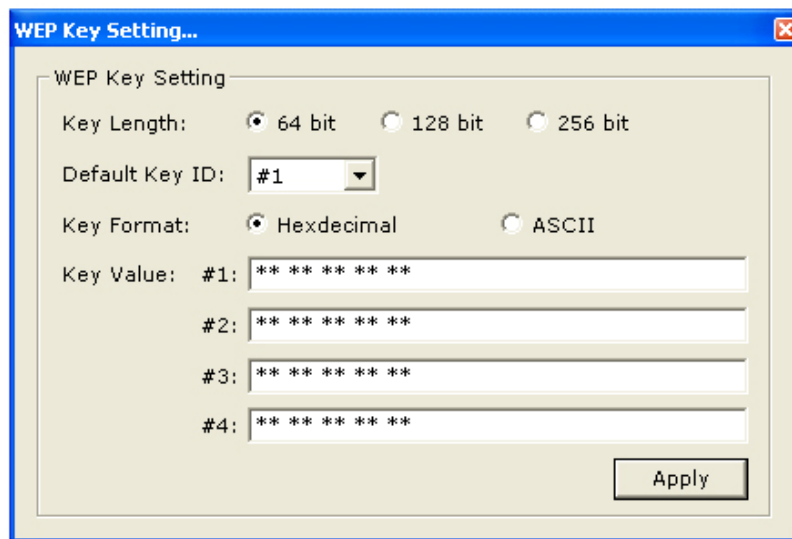 WEP Key Setting...
WEP Key Setting
Key Length: 64 bit 128 bit 256 bit
Default Key ID: #1
Key Format: Hexdecimal ASCII
Key Value: #1: ** ** ** ** **
#2: ** ** ** ** **
#3: ** ** ** ** **
#4: ** ** ** ** **
Apply